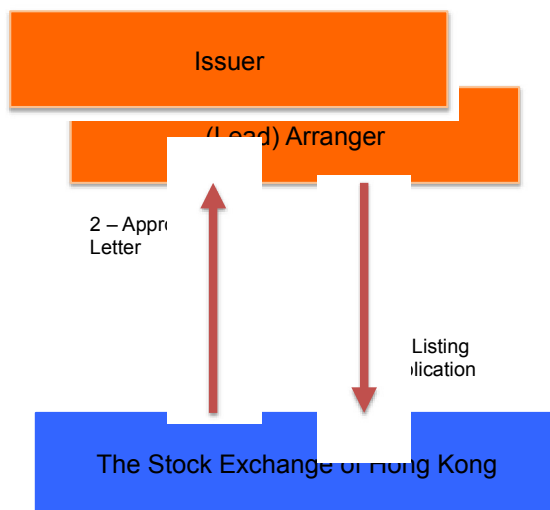 Issuer
(Lead) Arranger
2 – Appro
Letter
Listing
plication
The Stock Exchange of Hong Kong